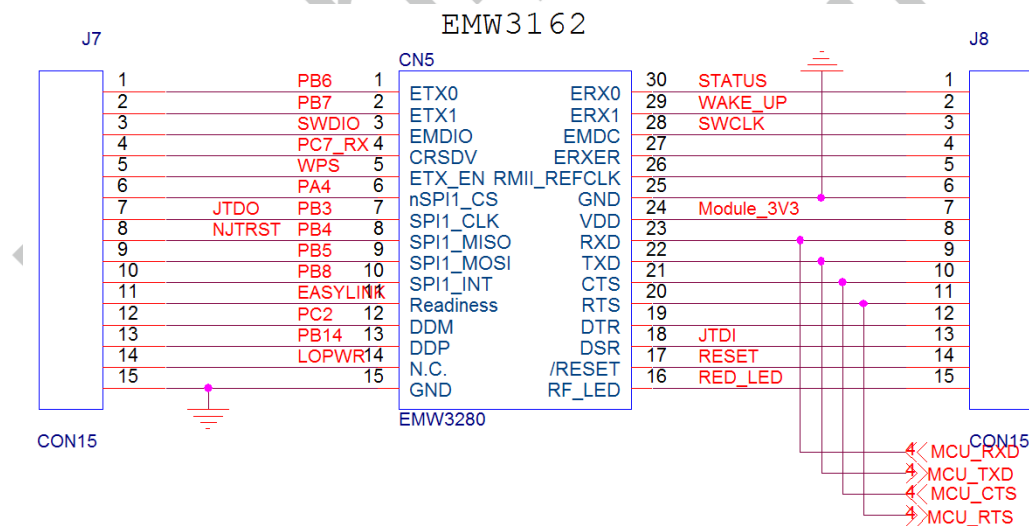 EMW3162
J7 J8
CN5
1 PB6 1 ETX0 ERX0 30 STATUS 1
2 PB7 2 ETX1 ERX1 29 WAKE_UP 2
3 SWDIO 3 EMDIO EMDC 28 SWCLK 3
4 PC7_RX 4 CRSDV ERXER 27 4
5 WPS 5 ETX_EN RMII_REFCLK 26 5
6 PA4 6 nSPI1_CS GND 25 6
7 JTDO PB3 7 SPI1_CLK VDD 24 Module_3V3 7
8 NJTRST PB4 8 SPI1_MISO RXD 23 8
9 PB5 9 SPI1_MOSI TXD 22 9
10 PB8 10 SPI1_INT CTS 21 10
11 EASYLINK 11 Readiness RTS 20 11
12 PC2 12 DDM DTR 19 12
13 PB14 13 DDP DSR 18 JTDI 13
14 LOPWR 14 N.C. /RESET 17 RESET 14
15 15 GND RF_LED 16 RED_LED 15
EMW3280
CON15 CON15
4 MCU_RXD
4 MCU_TXD
4 MCU_CTS
4 MCU_RTS